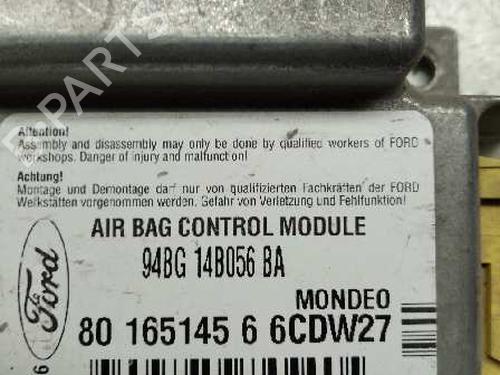 Attention!
Assembly and disassembly may only be done by qualified workers of FORD
workshops. Danger of injury and malfunction!
Achtung!
Montage und Demontage darf nur von qualifizierten Fachkräften der FORD
Werkstätten vorgenommen werden. Gefahr von Verletzung und Fehlfunktion!
AIR BAG CONTROL MODULE
94BG 14B056 BA
Ford
MONDEO
80 165145 6 6CDW27